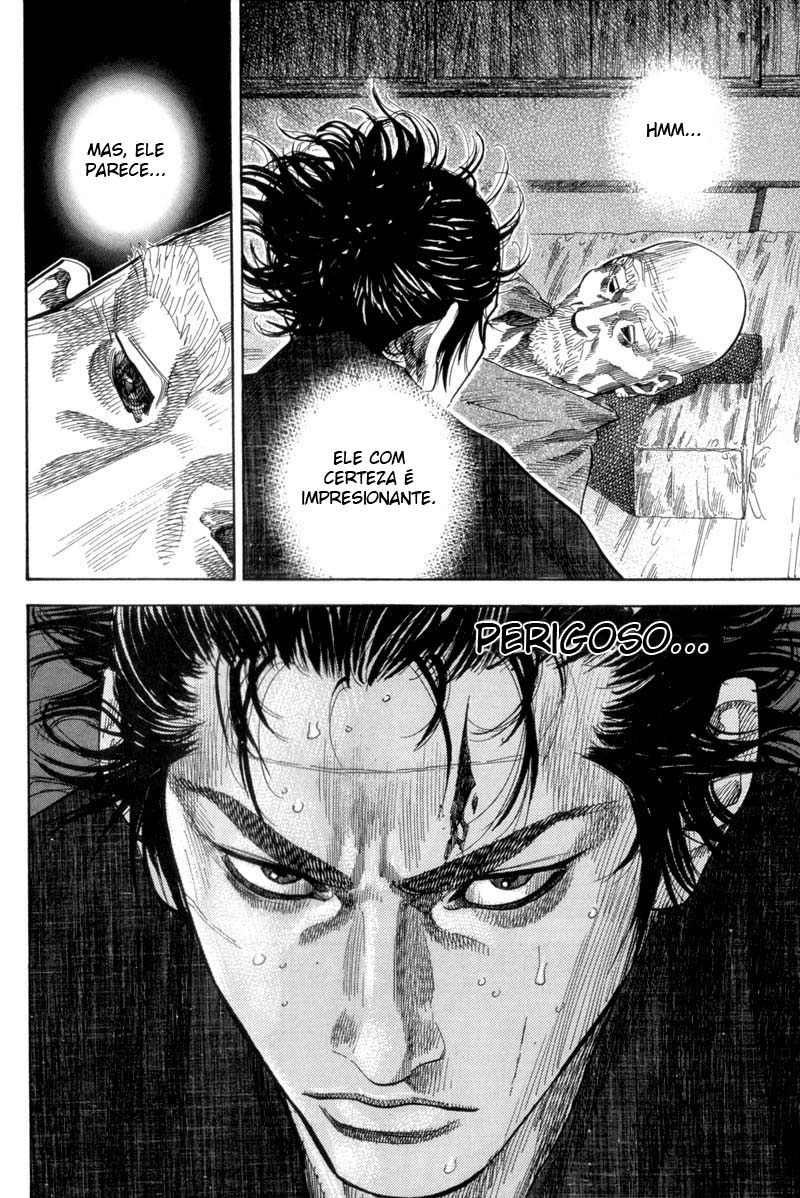 HMM...
ELE COM
CERTEZA É
IMPRESIONANTE.
MAS, ELE
PARECE...
PERIGOSO...